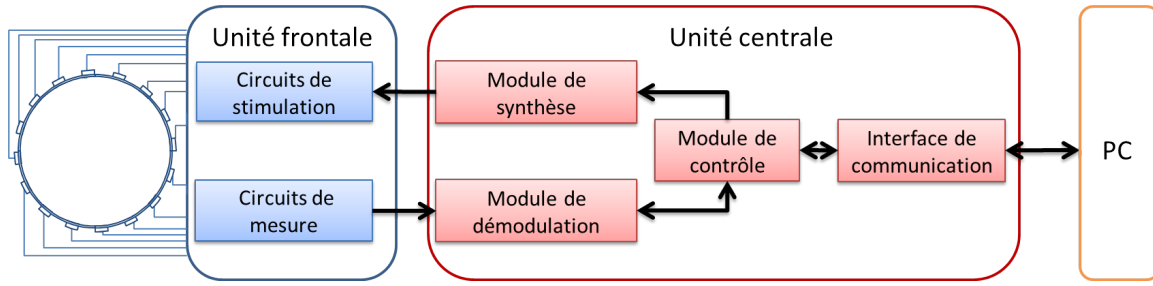 Unité frontale
Unité centrale
Circuits de
stimulation
Module de
synthèse
Module de
contrôle
Interface de
communication
PC
Circuits de
mesure
Module de
démodulation